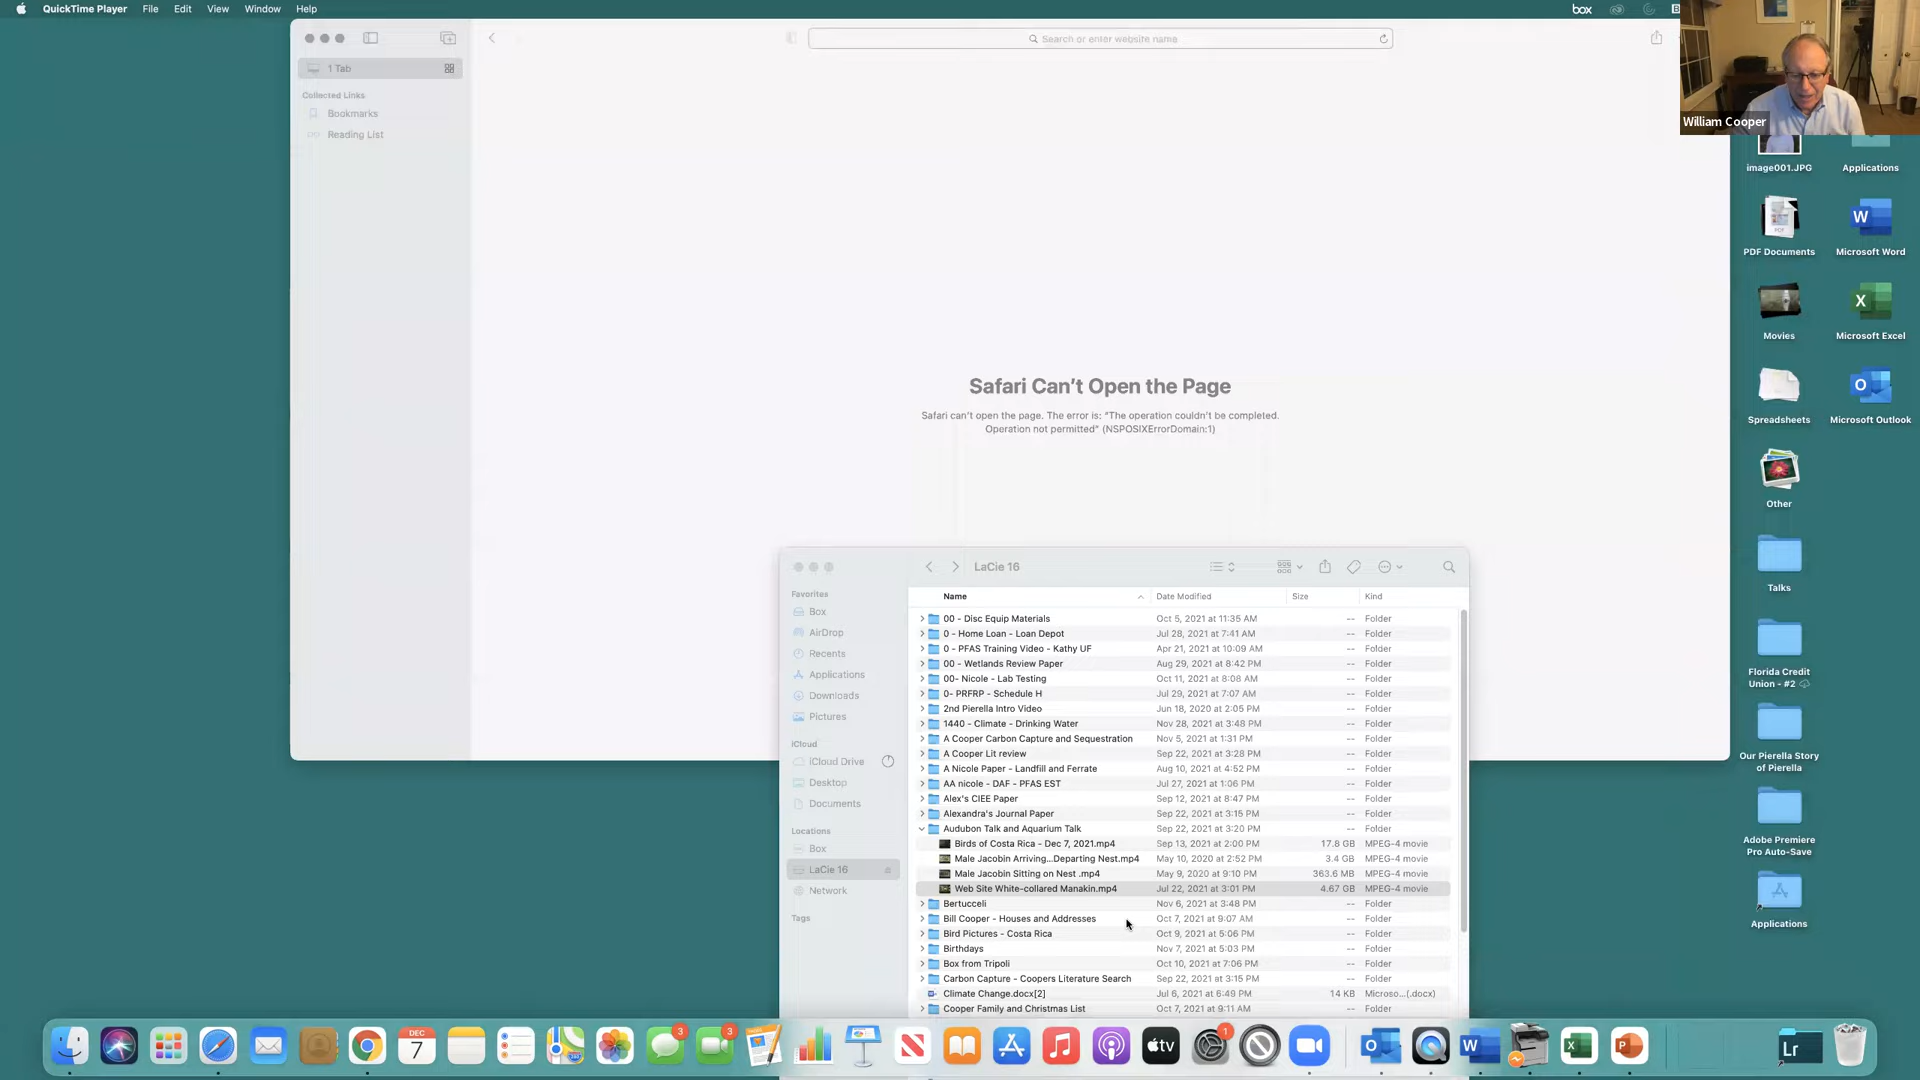 QuickTime Player File Edit View Window Help
box
1 Tab
Search or enter website name
Collected Links
Bookmarks
Reading List
Safari Can't Open the Page
Safari can't open the page. The error is: "The operation couldn't be completed.
Operation not permitted" (NSPOSIXErrorDomain:1)
William Cooper
image001.JPG Applications
PDF
PDF Documents Microsoft Word
Movies Microsoft Excel
Spreadsheets Microsoft Outlook
Other
Talks
Florida Credit
Union - #2
Our Pierella Story
of Pierella
Adobe Premiere
Pro Auto-Save
Applications
LaCie 16
Favorites
Box
AirDrop
Recents
Applications
Downloads
Pictures
iCloud
iCloud Drive
Desktop
Documents
Locations
Box
LaCie 16
Network
Tags
Name Date Modified Size Kind
00 - Disc Equip Materials Oct 5, 2021 at 11:35 AM -- Folder
0 - Home Loan - Loan Depot Jul 28, 2021 at 7:41 AM -- Folder
0 - PFAS Training Video - Kathy UF Apr 21, 2021 at 10:09 AM -- Folder
00 - Wetlands Review Paper Aug 29, 2021 at 8:42 PM -- Folder
00- Nicole - Lab Testing Oct 11, 2021 at 8:08 AM -- Folder
0- PRFRP - Schedule H Jul 29, 2021 at 7:07 AM -- Folder
2nd Pierella Intro Video Jun 18, 2020 at 2:05 PM -- Folder
1440 - Climate - Drinking Water Nov 28, 2021 at 3:48 PM -- Folder
A Cooper Carbon Capture and Sequestration Nov 5, 2021 at 1:31 PM -- Folder
A Cooper Lit review Sep 22, 2021 at 3:28 PM -- Folder
A Nicole Paper - Landfill and Ferrate Aug 10, 2021 at 4:52 PM -- Folder
AA nicole - DAF - PFAS EST Jul 27, 2021 at 1:06 PM -- Folder
Alex's CIEE Paper Sep 12, 2021 at 8:47 PM -- Folder
Alexandra's Journal Paper Sep 22, 2021 at 3:15 PM -- Folder
Audubon Talk and Aquarium Talk Sep 22, 2021 at 3:20 PM -- Folder
Birds of Costa Rica - Dec 7, 2021.mp4 Sep 13, 2021 at 2:00 PM 17.8 GB MPEG-4 movie
Male Jacobin Arriving...Departing Nest.mp4 May 10, 2020 at 2:52 PM 3.4 GB MPEG-4 movie
Male Jacobin Sitting on Nest .mp4 May 9, 2020 at 9:10 PM 363.6 MB MPEG-4 movie
Web Site White-collared Manakin.mp4 Jul 22, 2021 at 3:01 PM 4.67 GB MPEG-4 movie
Bertucceli Nov 6, 2021 at 3:48 PM -- Folder
Bill Cooper - Houses and Addresses Oct 7, 2021 at 9:07 AM -- Folder
Bird Pictures - Costa Rica Oct 9, 2021 at 5:06 PM -- Folder
Birthdays Nov 7, 2021 at 5:03 PM -- Folder
Box from Tripoli Oct 10, 2021 at 7:06 PM -- Folder
Carbon Capture - Coopers Literature Search Sep 22, 2021 at 3:15 PM -- Folder
Climate Change.docx[2] Jul 6, 2021 at 6:49 PM 14 KB Microso...(.docx)
Cooper Family and Christmas List Oct 7, 2021 at 9:11 AM -- Folder
DEC
7
3
3
tv
1
O
W
X
P
Lr